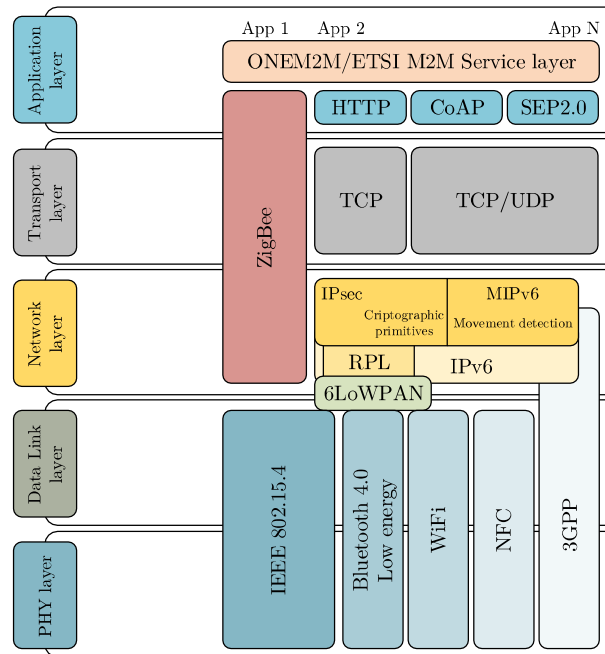 App 1
App 2
App N
Application
layer
ONEM2M/ETSI M2M Service layer
HTTP
CoAP
SEP2.0
Transport
layer
ZigBee
TCP
TCP/UDP
Network
layer
IPsec
Criptographic
primitives
MIPv6
Movement detection
RPL
IPv6
6LoWPAN
Data Link
layer
IEEE 802.15.4
Bluetooth 4.0
Low energy
WiFi
NFC
3GPP
PHY layer